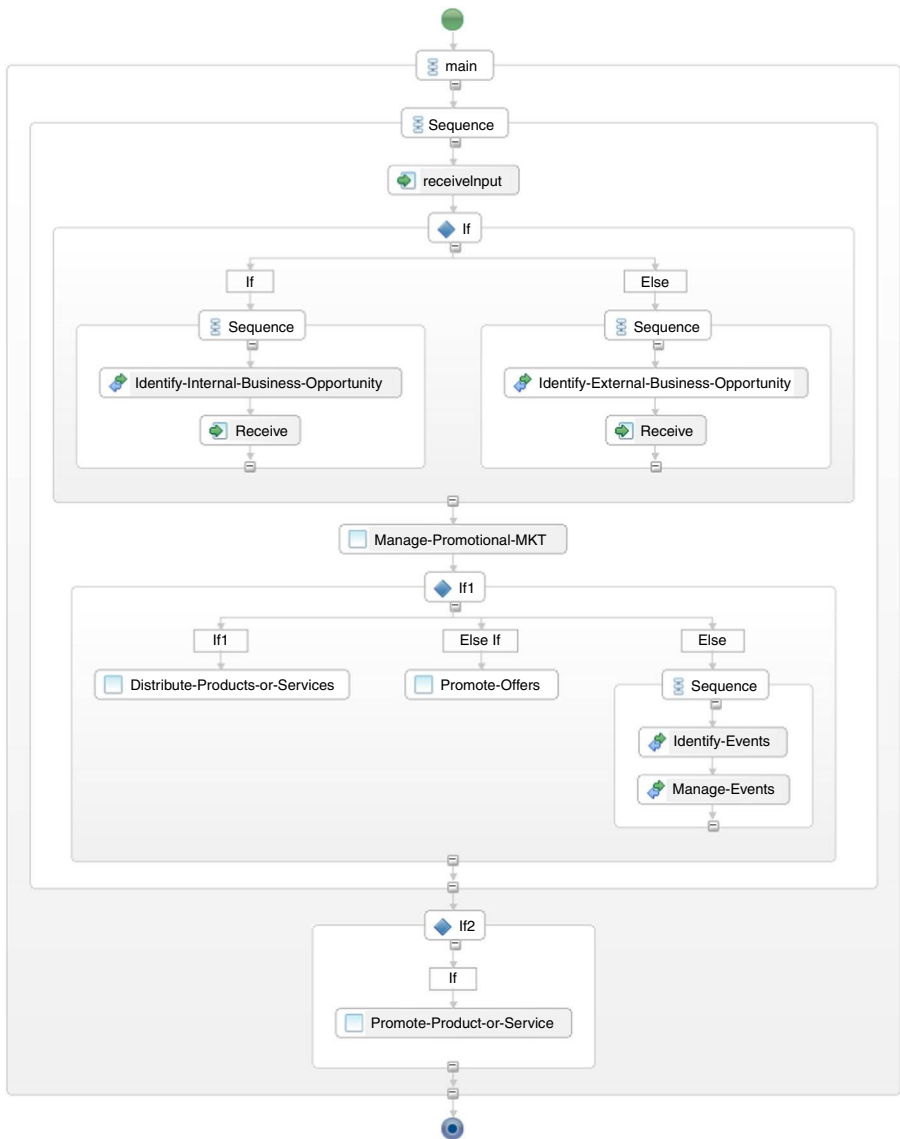 main
Sequence
receiveInput
If
If
Else
Sequence
Sequence
Identify-Internal-Business-Opportunity
Identify-External-Business-Opportunity
Receive
Receive
Manage-Promotional-MKT
If1
If1
Else If
Else
Distribute-Products-or-Services
Promote-Offers
Sequence
Identify-Events
Manage-Events
If2
If
Promote-Product-or-Service